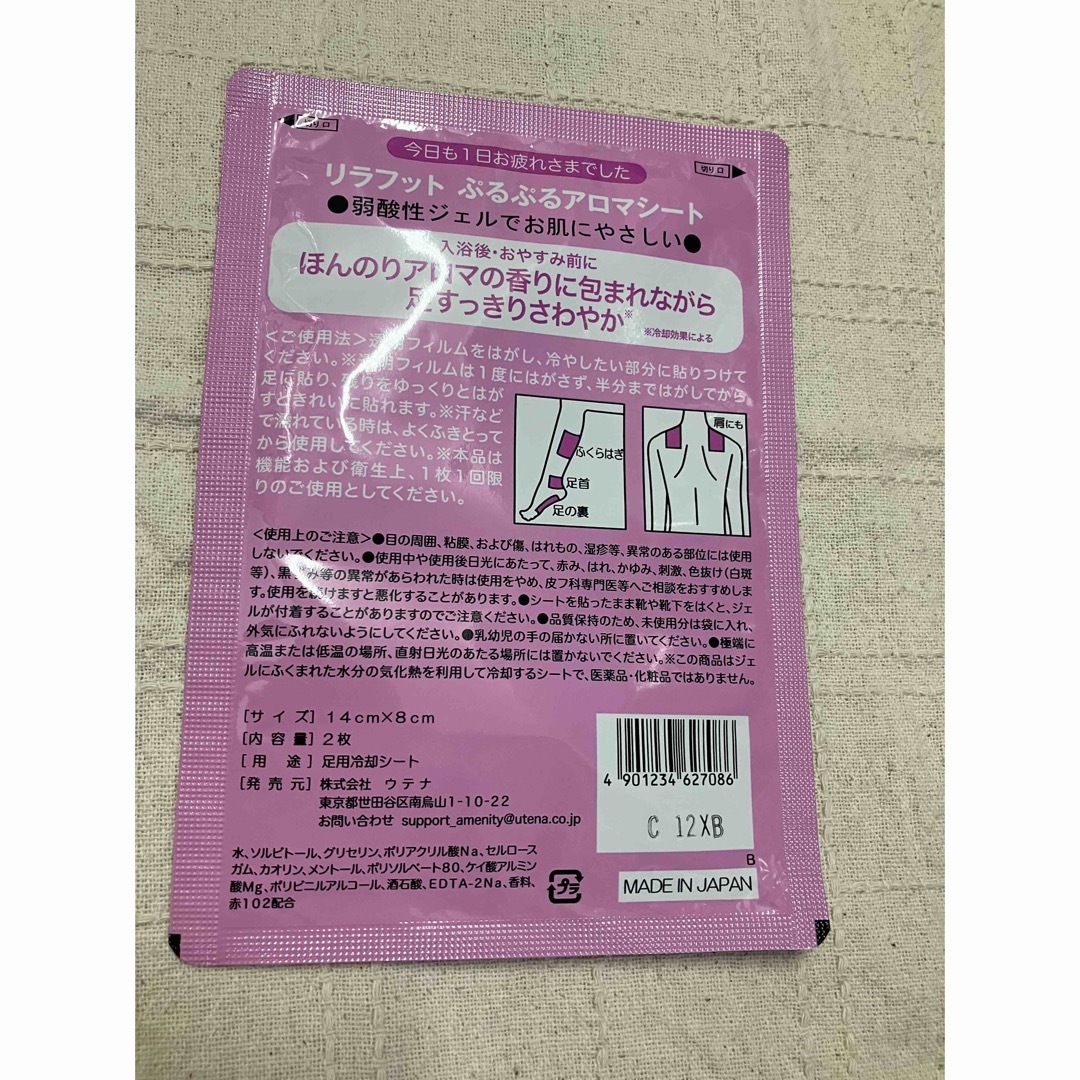 切り口
切り口
今日も1日お疲れさまでした
リラフット ぷるぷるアロマシート
●弱酸性ジェルでお肌にやさしい●
入浴後・おやすみ前に
ほんのりアロマの香りに包まれながら
足すっきりさわやか※
※冷却効果による
<ご使用法>透明フィルムをはがし、冷やしたい部分に貼りつけて
ください。※透明フィルムは1度にはがさず、半分まではがしてから
足に貼り、残りをゆっくりとはが
すときれいに貼れます。※汗など
で濡れている時は、よくふきとって
から使用してください。※本品は
機能および衛生上、1枚1回限
りのご使用としてください。
ふくらはぎ
足首
足の裏
肩にも
<使用上のご注意>●目の周囲、粘膜、および傷、はれもの、湿疹等、異常のある部位には使用
しないでください。●使用中や使用後日光にあたって、赤み、はれ、かゆみ、刺激、色抜け(白斑
等)、黒ずみ等の異常があらわれた時は使用をやめ、皮フ科専門医等へご相談をおすすめしま
す。使用を続けますと悪化することがあります。●シートを貼ったまま靴や靴下をはくと、ジェ
ルが付着することがありますのでご注意ください。●品質保持のため、未使用分は袋に入れ、
外気にふれないようにしてください。●乳幼児の手の届かない所に置いてください。●極端に
高温または低温の場所、直射日光のあたる場所には置かないでください。※この商品はジェ
ルにふくまれた水分の気化熱を利用して冷却するシートで、医薬品・化粧品ではありません。
[サイズ] 14cm×8cm
[内容量] 2枚
[用途] 足用冷却シート
[発売元] 株式会社 ウテナ
東京都世田谷区南烏山1-10-22
お問い合わせ support_amenity@utena.co.jp
4 901234 627086
C 12XB
水、ソルビトール、グリセリン、ポリアクリル酸Na、セルロース
ガム、カオリン、メントール、ポリソルベート80、ケイ酸アルミン
酸Mg、ポリビニルアルコール、酒石酸、EDTA-2Na、香料、
赤102配合
プラ
B
MADE IN JAPAN